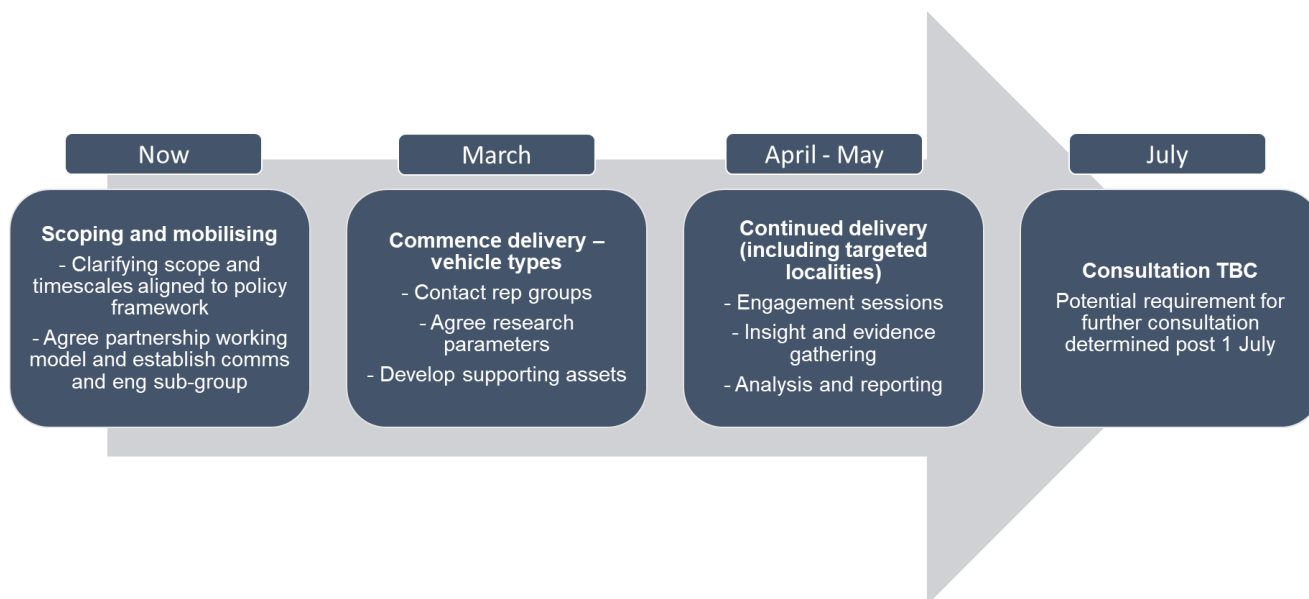 Now
Scoping and mobilising
- Clarifying scope and
timescales aligned to policy
framework
- Agree partnership working
model and establish comms
and eng sub-group
March
Commence delivery –
vehicle types
- Contact rep groups
- Agree research
parameters
- Develop supporting assets
April - May
Continued delivery
(including targeted
localities)
- Engagement sessions
- Insight and evidence
gathering
- Analysis and reporting
July
Consultation TBC
Potential requirement for
further consultation
determined post 1 July